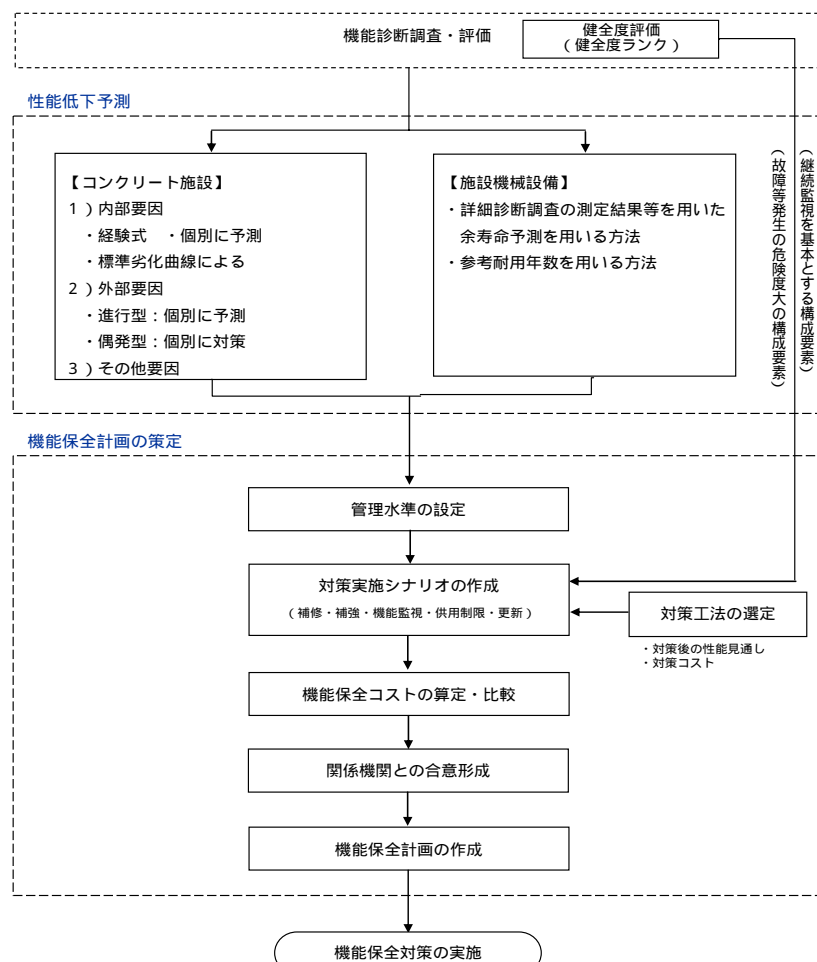 機能診断調査・評価
健全度評価
(健全度ランク)
性能低下予測
【コンクリート施設】
1)内部要因
・経験式 ・個別に予測
・標準劣化曲線による
2)外部要因
・進行型:個別に予測
・偶発型:個別に対策
3)その他要因
【施設機械設備】
・詳細診断調査の測定結果等を用いた
余寿命予測を用いる方法
・参考耐用年数を用いる方法
(継続監視を基本とする構成要素)
(故障等発生の危険度大の構成要素)
機能保全計画の策定
管理水準の設定
対策実施シナリオの作成
(補修・補強・機能監視・供用制限・更新)
対策工法の選定
・対策後の性能見通し
・対策コスト
機能保全コストの算定・比較
関係機関との合意形成
機能保全計画の作成
機能保全対策の実施